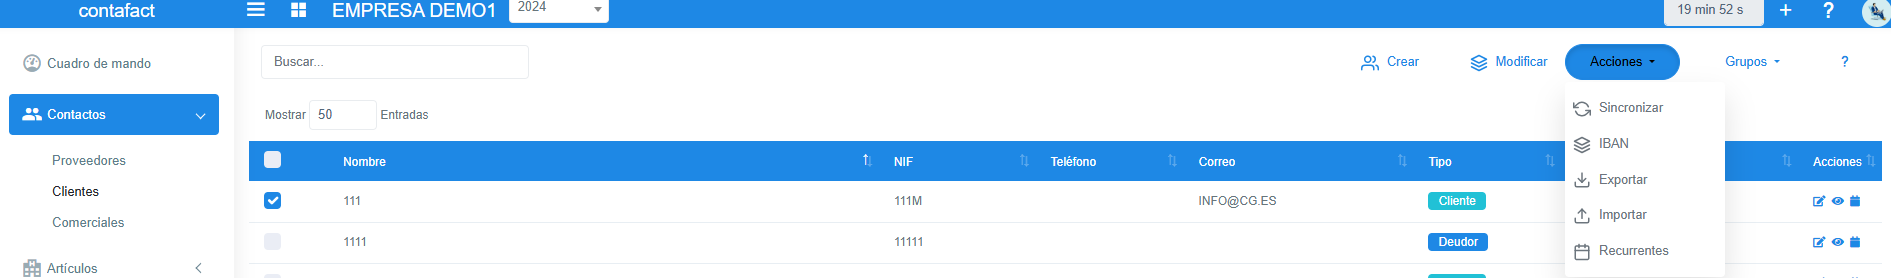 contafact EMPRESA DEMO1 2024 19 min 52 s + ?
Cuadro de mando
Buscar...
Crear Modificar Acciones Grupos ?
Contactos
Proveedores
Clientes
Comerciales
Artículos
Mostrar 50 Entradas
Sincronizar
IBAN
Exportar
Importar
Recurrentes
Nombre NIF Teléfono Correo Tipo Acciones
111 111M INFO@CG.ES Cliente
1111 11111 Deudor